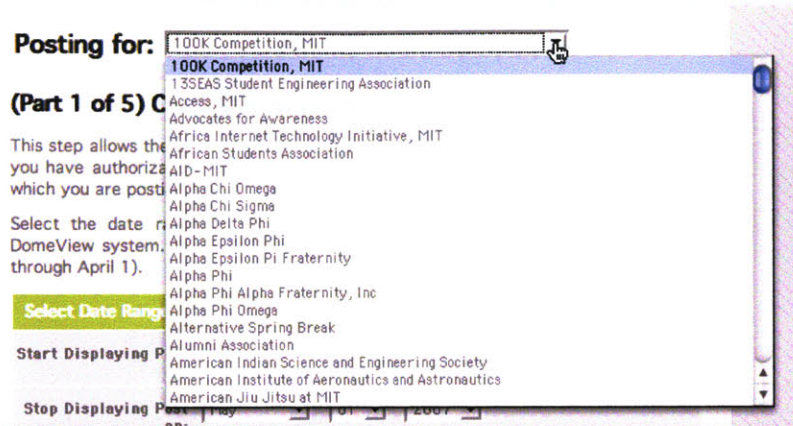 Posting for: 100K Competition, MIT
100K Competition, MIT
13SEAS Student Engineering Association
(Part 1 of 5) C
Access, MIT
Advocates for Awareness
This step allows the
Africa Internet Technology Initiative, MIT
African Students Association
you have authoriza
AID-MIT
which you are posti
Alpha Chi Omega
Alpha Chi Sigma
Select the date ra
Alpha Delta Phi
DomeView system.
Alpha Epsilon Phi
Alpha Epsilon Pi Fraternity
through April 1).
Alpha Phi
Alpha Phi Alpha Fraternity, Inc
Select Date Rang
Alpha Phi Omega
Alternative Spring Break
Alumni Association
Start Displaying P
American Indian Science and Engineering Society
American Institute of Aeronautics and Astronautics
American Jiu Jitsu at MIT
Stop Displaying Post May 01 2007